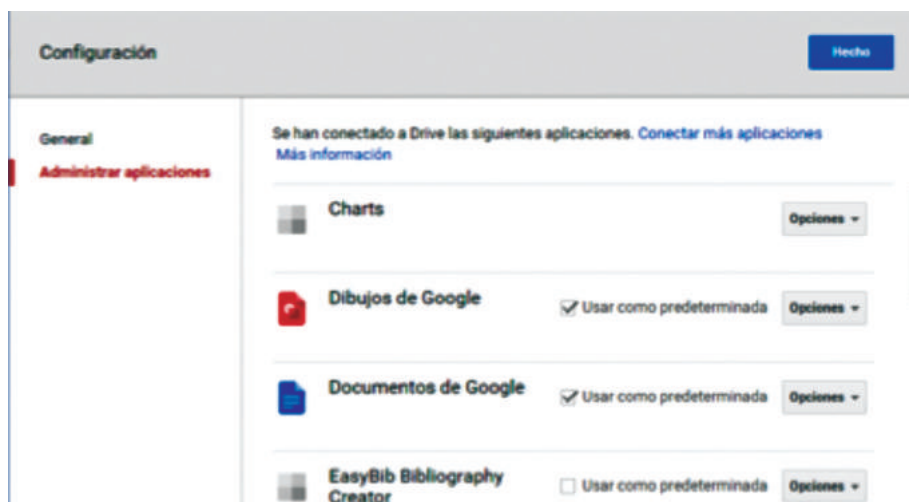 Configuración
Hecho
General
Administrar aplicaciones
Se han conectado a Drive las siguientes aplicaciones. Conectar más aplicaciones
Más información
Charts
Opciones
Dibujos de Google
Usar como predeterminada
Opciones
Documentos de Google
Usar como predeterminada
Opciones
EasyBib Bibliography
Creator
Usar como predeterminada
Opciones